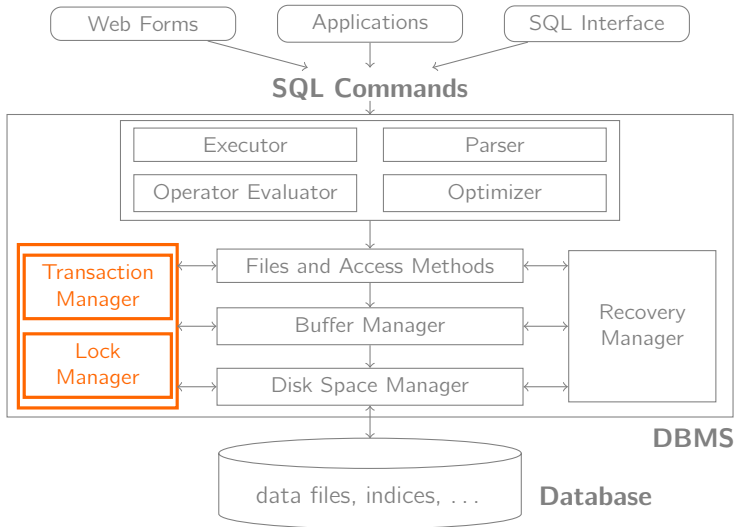 Web Forms
Applications
SQL Interface
SQL Commands
Executor
Parser
Operator Evaluator
Optimizer
Transaction
Manager
Lock
Manager
Files and Access Methods
Buffer Manager
Disk Space Manager
Recovery
Manager
DBMS
data files, indices, . . .
Database